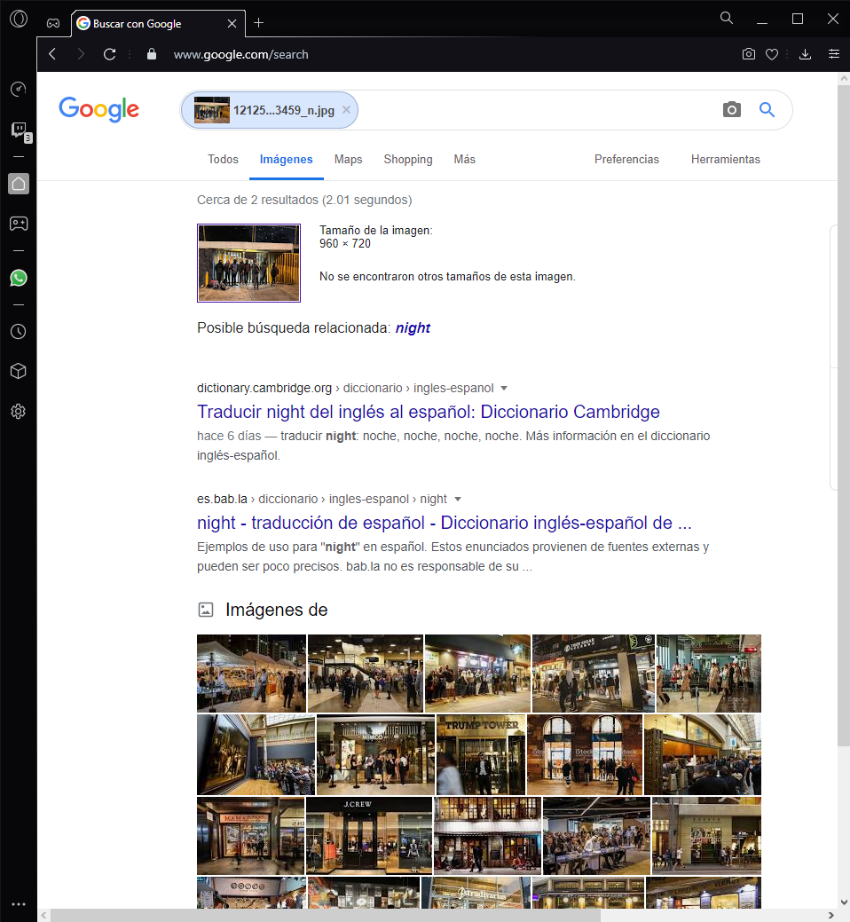 Buscar con Google
www.google.com/search
3
Google
12125...3459_n.jpg
Todos
Imágenes
Maps
Shopping
Más
Preferencias
Herramientas
Cerca de 2 resultados (2.01 segundos)
Tamaño de la imagen:
960 × 720
No se encontraron otros tamaños de esta imagen.
Posible búsqueda relacionada: night
dictionary.cambridge.org › diccionario › ingles-espanol
Traducir night del inglés al español: Diccionario Cambridge
hace 6 días — traducir night: noche, noche, noche, noche. Más información en el diccionario
inglés-español.
es.bab.la › diccionario › ingles-espanol › night
night - traducción de español - Diccionario inglés-español de ...
Ejemplos de uso para "night" en español. Estos enunciados provienen de fuentes externas y
pueden ser poco precisos. bab.la no es responsable de su ...
Imágenes de
TRUMP TOWER
J.CREW
Stradivarius